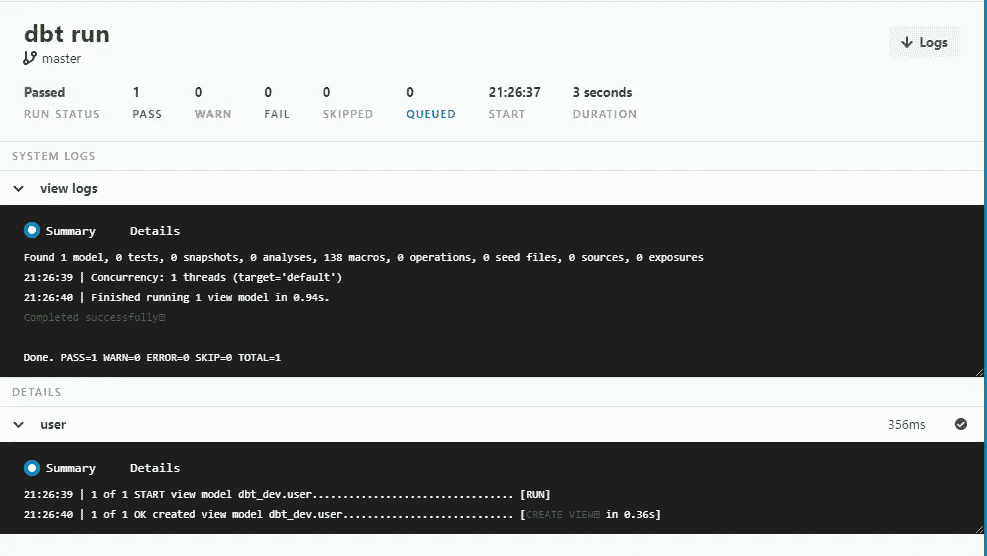 dbt run
master
Logs
Passed 1 0 0 0 0 21:26:37 3 seconds
RUN STATUS PASS WARN FAIL SKIPPED QUEUED START DURATION
SYSTEM LOGS
view logs
Summary Details
Found 1 model, 0 tests, 0 snapshots, 0 analyses, 138 macros, 0 operations, 0 seed files, 0 sources, 0 exposures
21:26:39 | Concurrency: 1 threads (target='default')
21:26:40 | Finished running 1 view model in 0.94s.
Completed successfully
Done. PASS=1 WARN=0 ERROR=0 SKIP=0 TOTAL=1
DETAILS
user 356ms
Summary Details
21:26:39 | 1 of 1 START view model dbt_dev.user................................. [RUN]
21:26:40 | 1 of 1 OK created view model dbt_dev.user............................ [CREATE VIEW in 0.36s]